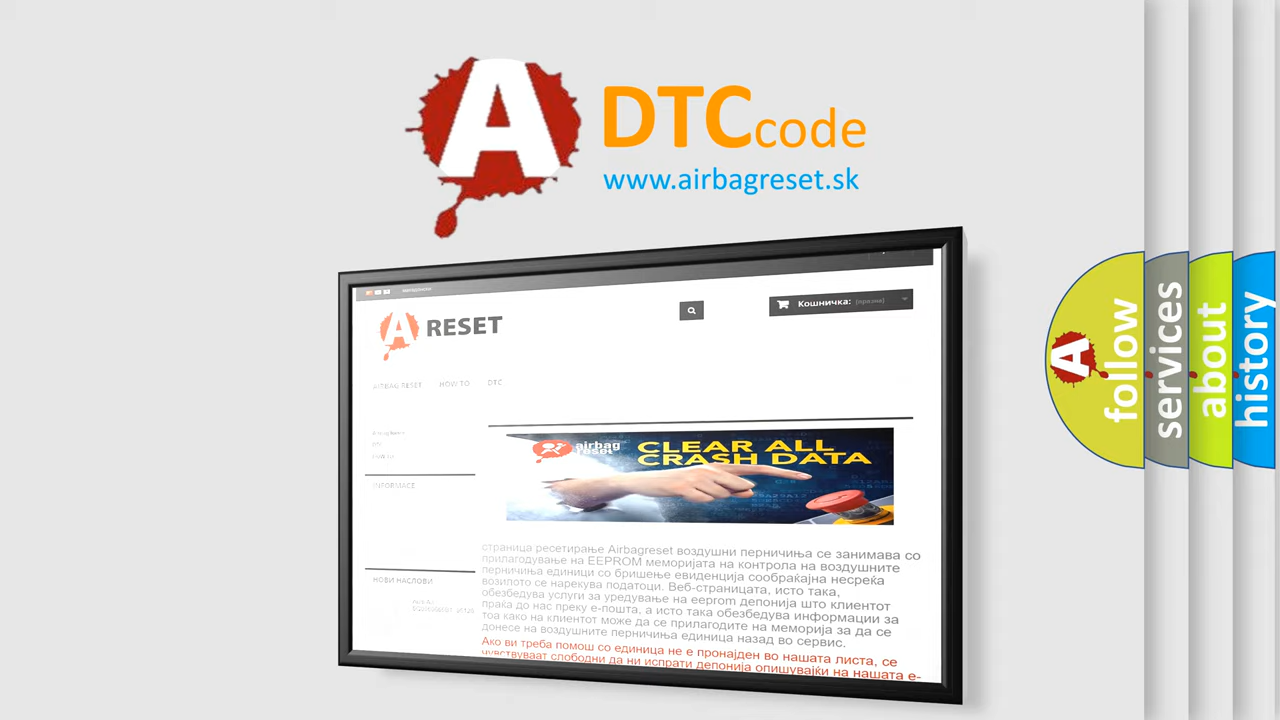 A DTC code
www.airbagreset.sk
A RESET
Кошничка: (празни)
AIRBAG RESET HOW TO DTC
airbag reset
CLEAR ALL
CRASH DATA
DTC
INFORMACE
страница ресетирање Airbagreset воздушни перничиња се занимава со
прилагодување на EEPROM меморијата на контрола на воздушните
перничиња единици со бришење евиденција сообраќајна несреќа
возилото се нарекува податоци. Веб-страницата, исто така,
обезбедува услуги за уредување на eeprom депонија што клиентот
праќа до нас преку е-пошта, а исто така обезбедува информации за
тоа како на клиентот може да се прилагодите на меморија за да се
донесе на воздушните перничиња единица назад во сервис.
НОВИ НАСЛОВИ
Ако ви треба помош со единица не е пронајден во нашата листа, се
чувствуваат слободни да ни испрати депонија опишувајќи на нашата е-
A
follow
services
about
history